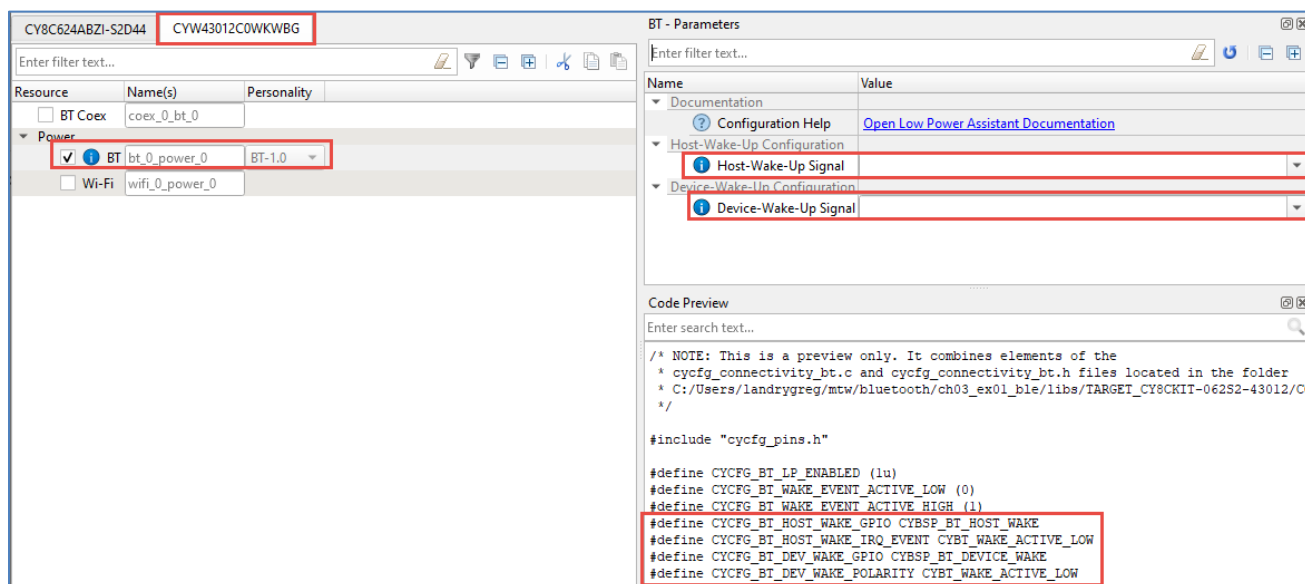 CY8C624ABZI-S2D44 CYW43012C0WKWBG
Enter filter text...
Resource Name(s) Personality
BT Coex coex_0_bt_0
Power
BT bt_0_power_0 BT-1.0
Wi-Fi wifi_0_power_0
BT - Parameters
Enter filter text...
Name Value
Documentation
Configuration Help Open Low Power Assistant Documentation
Host-Wake-Up Configuration
Host-Wake-Up Signal
Device-Wake-Up Configuration
Device-Wake-Up Signal
Code Preview
Enter search text...
/* NOTE: This is a preview only. It combines elements of the
* cycfg_connectivity_bt.c and cycfg_connectivity_bt.h files located in the folder
* C:/Users/landrygreg/mtw/bluetooth/ch03_ex01_ble/libs/TARGET_CY8CKIT-062S2-43012/C
*/
#include "cycfg_pins.h"
#define CYCFG_BT_LP_ENABLED (1u)
#define CYCFG_BT_WAKE_EVENT_ACTIVE_LOW (0)
#define CYCFG_BT_WAKE_EVENT_ACTIVE_HIGH (1)
#define CYCFG_BT_HOST_WAKE_GPIO CYBSP_BT_HOST_WAKE
#define CYCFG_BT_HOST_WAKE_IRQ_EVENT CYBT_WAKE_ACTIVE_LOW
#define CYCFG_BT_DEV_WAKE_GPIO CYBSP_BT_DEVICE_WAKE
#define CYCFG_BT_DEV_WAKE_POLARITY CYBT_WAKE_ACTIVE_LOW